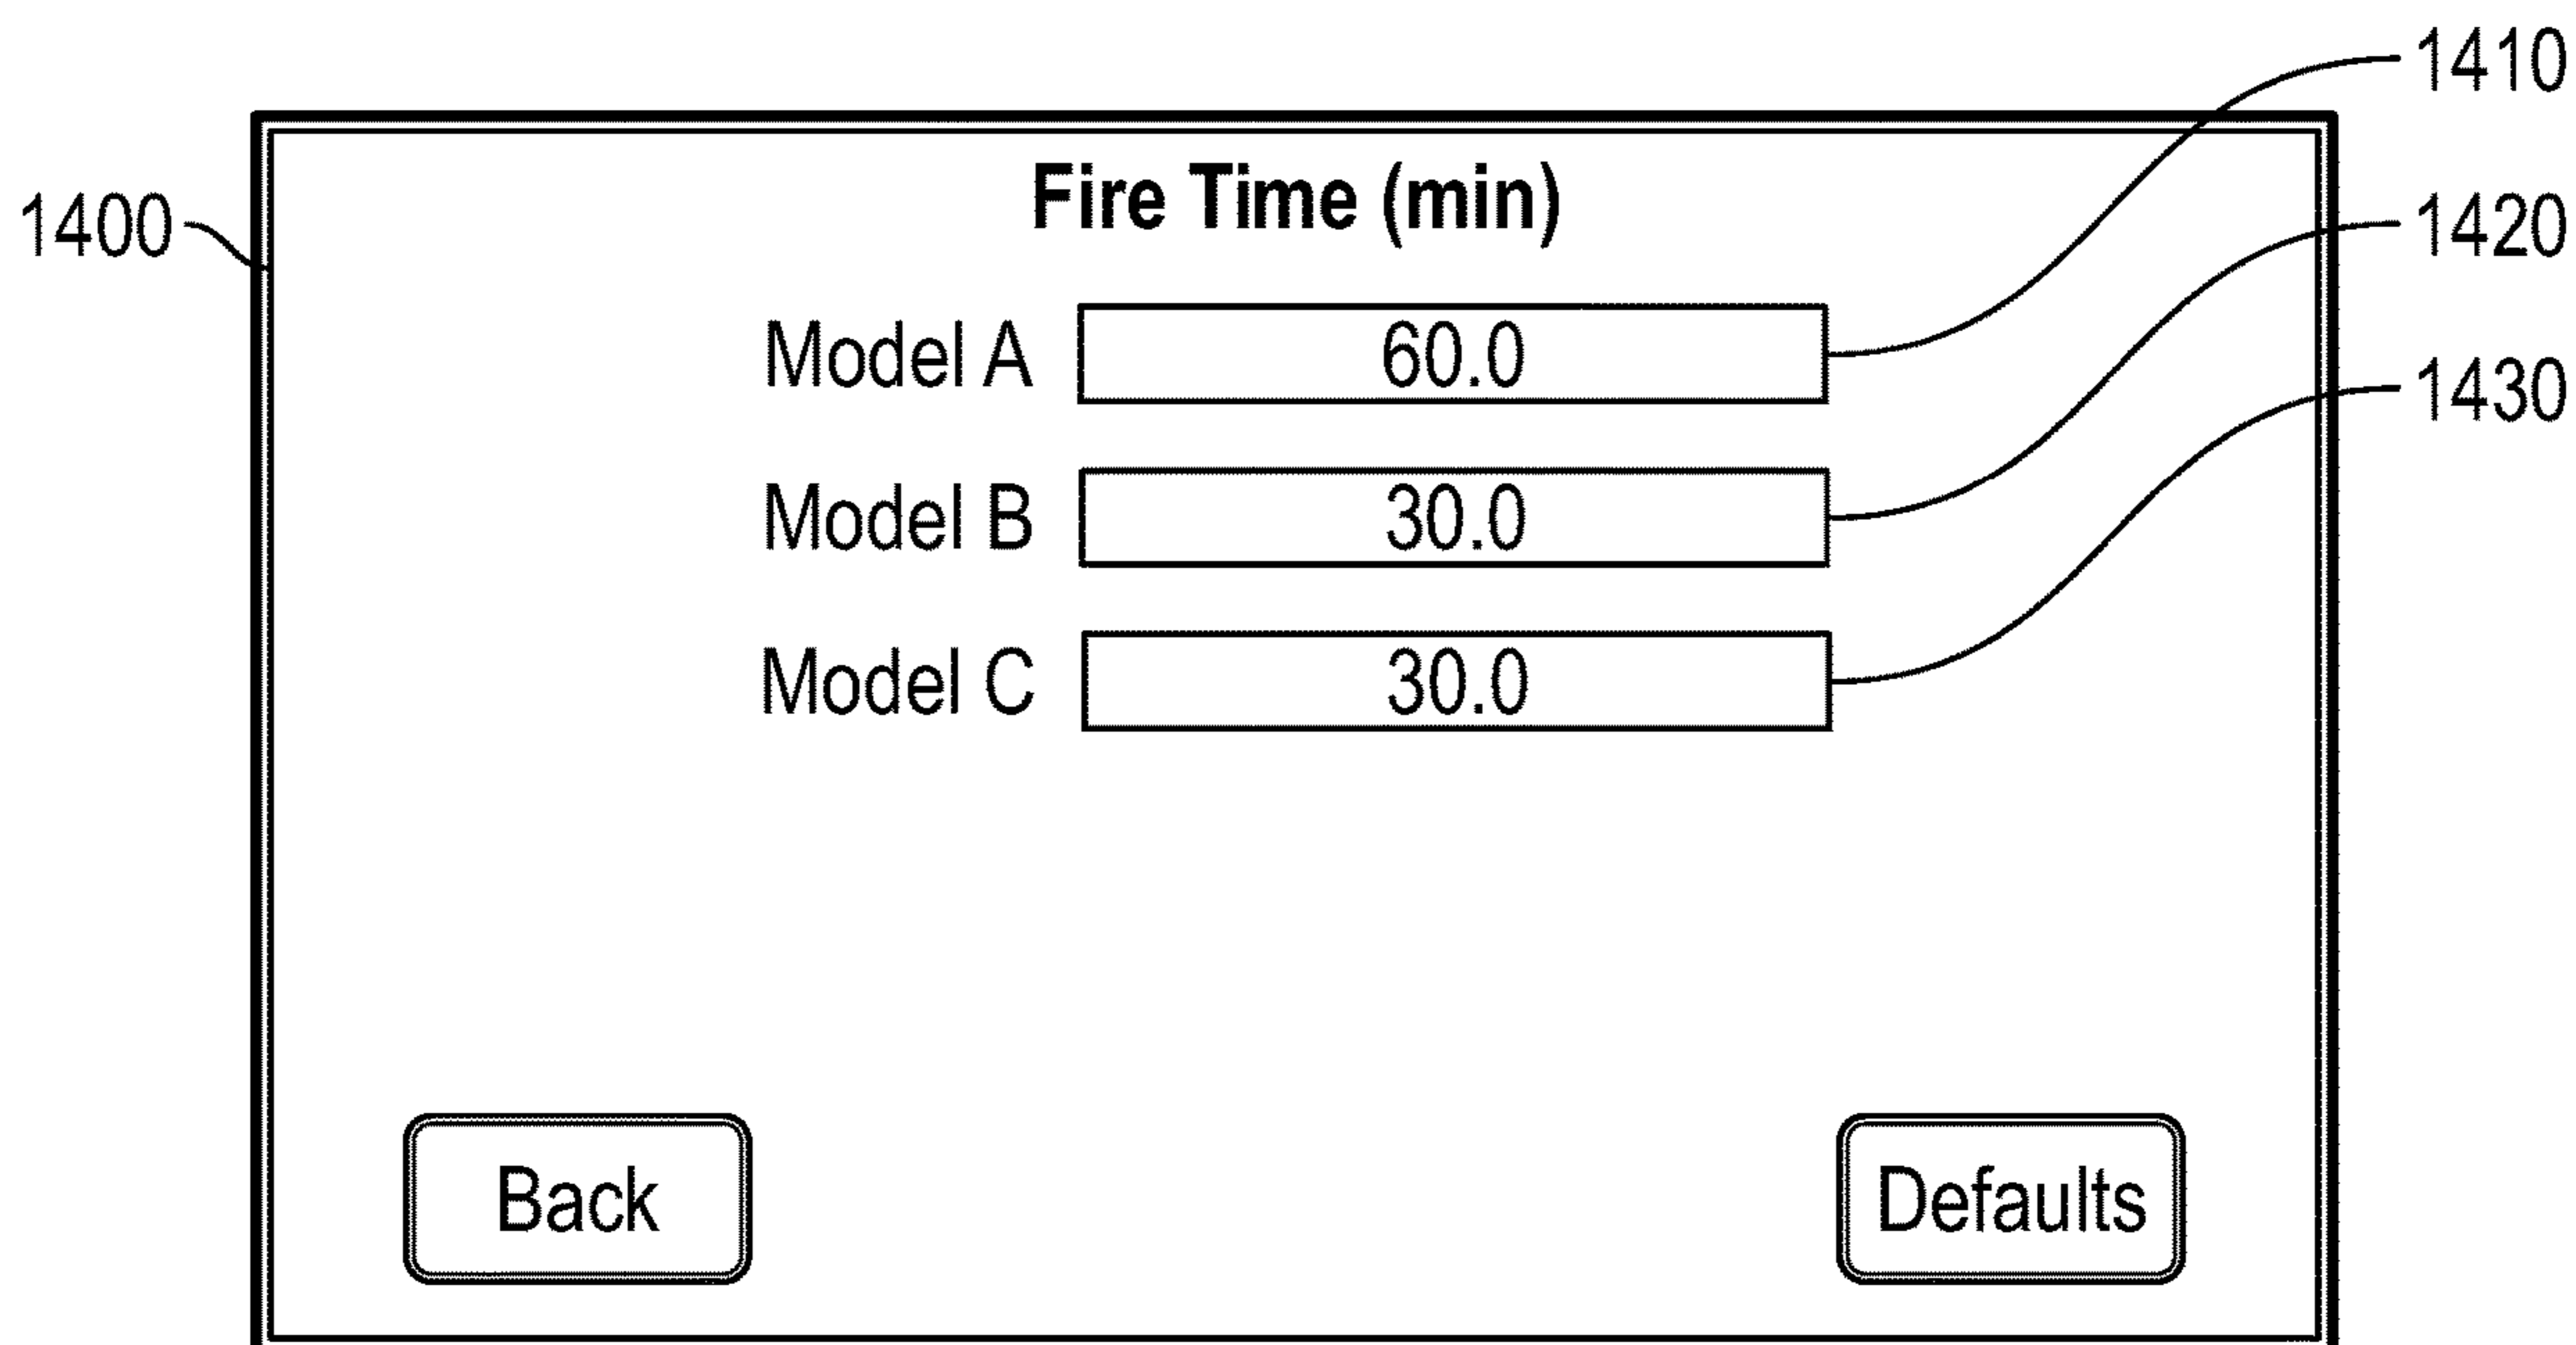 1410
Fire Time (min)
1400
1420
Model A 60.0
1430
Model B 30.0
Model C 30.0
Back Defaults